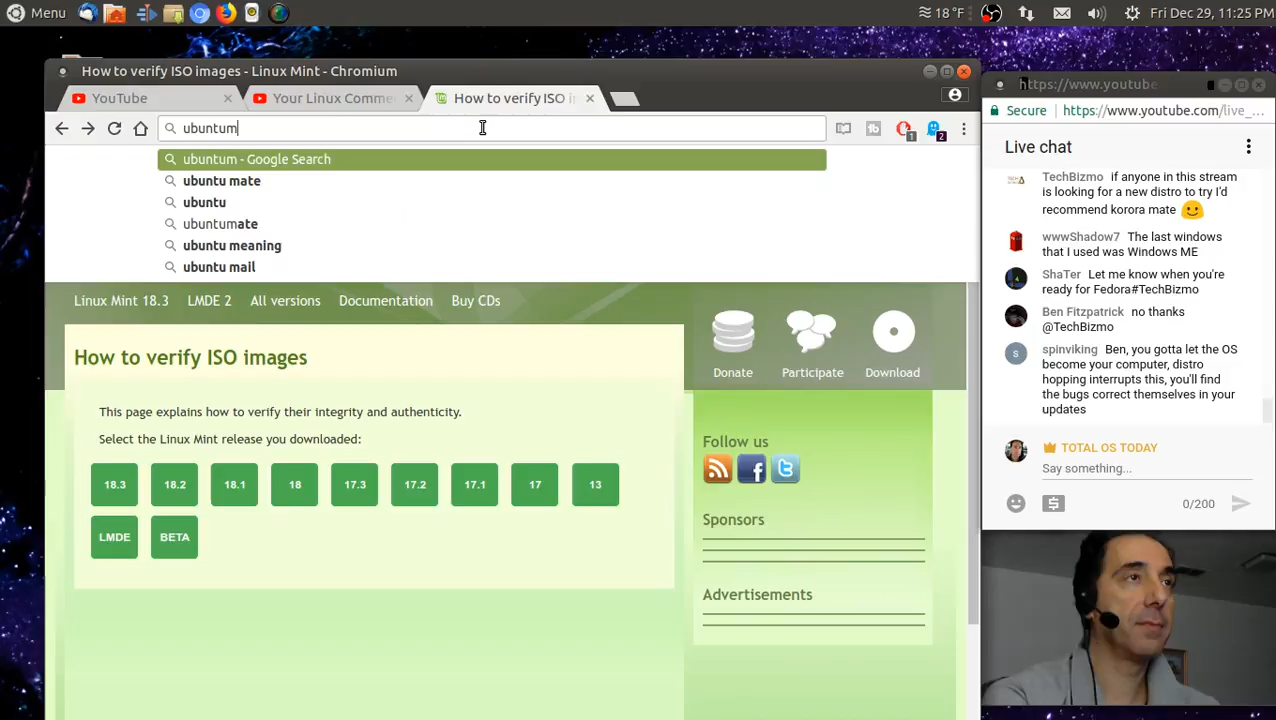 Menu
18 °F
Fri Dec 29, 11:25 PM
How to verify ISO images - Linux Mint - Chromium
YouTube
Your Linux Comme
How to verify ISO i
ubuntum
1
2
ubuntum - Google Search
ubuntu mate
ubuntu
ubuntumate
ubuntu meaning
ubuntu mail
Linux Mint 18.3
LMDE 2
All versions
Documentation
Buy CDs
Donate
Participate
Download
How to verify ISO images
This page explains how to verify their integrity and authenticity.
Select the Linux Mint release you downloaded:
18.3
18.2
18.1
18
17.3
17.2
17.1
17
13
LMDE
BETA
Follow us
Sponsors
Advertisements
https://www.youtube
Secure
https://www.youtube.com/live_...
Live chat
TechBizmo if anyone in this stream
is looking for a new distro to try I'd
recommend korora mate
wwwShadow7 The last windows
that I used was Windows ME
ShaTer Let me know when you're
ready for Fedora#TechBizmo
Ben Fitzpatrick no thanks
@TechBizmo
S
spinviking Ben, you gotta let the OS
become your computer, distro
hopping interrupts this, you'll find
the bugs correct themselves in your
updates
TOTAL OS TODAY
Say something...
0/200